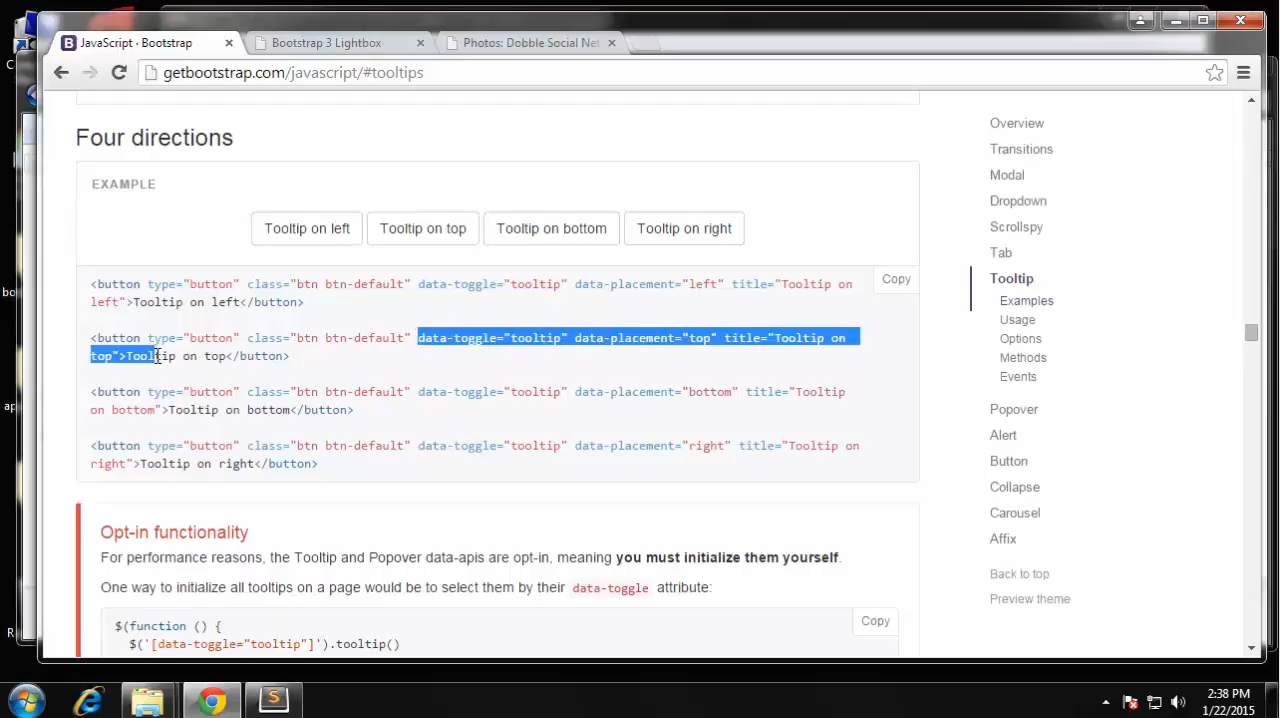 JavaScript · Bootstrap
Bootstrap 3 Lightbox
Photos: Dobble Social Net
getbootstrap.com/javascript/#tooltips
Four directions
EXAMPLE
Tooltip on left
Tooltip on top
Tooltip on bottom
Tooltip on right
Copy
<button type="button" class="btn btn-default" data-toggle="tooltip" data-placement="left" title="Tooltip on
left">Tooltip on left</button>
<button type="button" class="btn btn-default" data-toggle="tooltip" data-placement="top" title="Tooltip on
top">Tooltip on top</button>
<button type="button" class="btn btn-default" data-toggle="tooltip" data-placement="bottom" title="Tooltip
on bottom">Tooltip on bottom</button>
<button type="button" class="btn btn-default" data-toggle="tooltip" data-placement="right" title="Tooltip on
right">Tooltip on right</button>
Opt-in functionality
For performance reasons, the Tooltip and Popover data-apis are opt-in, meaning you must initialize them yourself.
One way to initialize all tooltips on a page would be to select them by their data-toggle attribute:
Copy
$(function () {
$('[data-toggle="tooltip"]').tooltip()
Overview
Transitions
Modal
Dropdown
Scrollspy
Tab
Tooltip
Examples
Usage
Options
Methods
Events
Popover
Alert
Button
Collapse
Carousel
Affix
Back to top
Preview theme
2:38 PM
1/22/2015